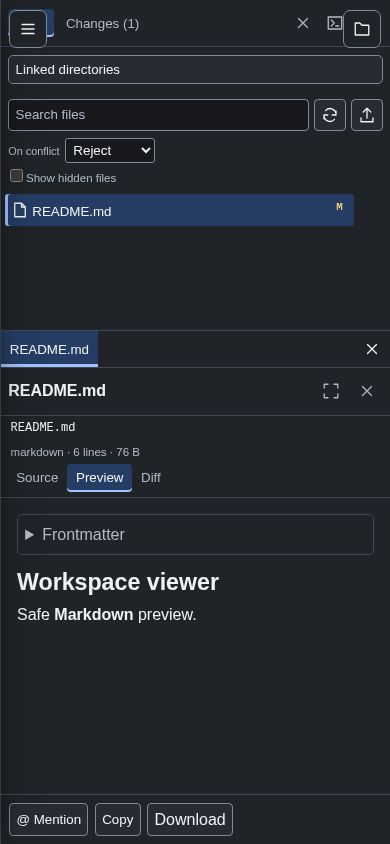 Changes (1)
Linked directories
Search files
On conflict Reject
Show hidden files
README.md M
README.md
README.md
README.md
markdown · 6 lines · 76 B
Source Preview Diff
Frontmatter
Workspace viewer
Safe Markdown preview.
@ Mention Copy Download